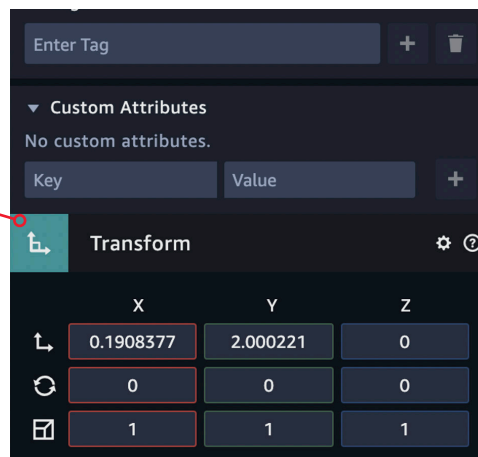 Enter Tag +
▼ Custom Attributes
No custom attributes.
Key Value +
Transform
X Y Z
0.1908377 2.000221 0
0 0 0
1 1 1